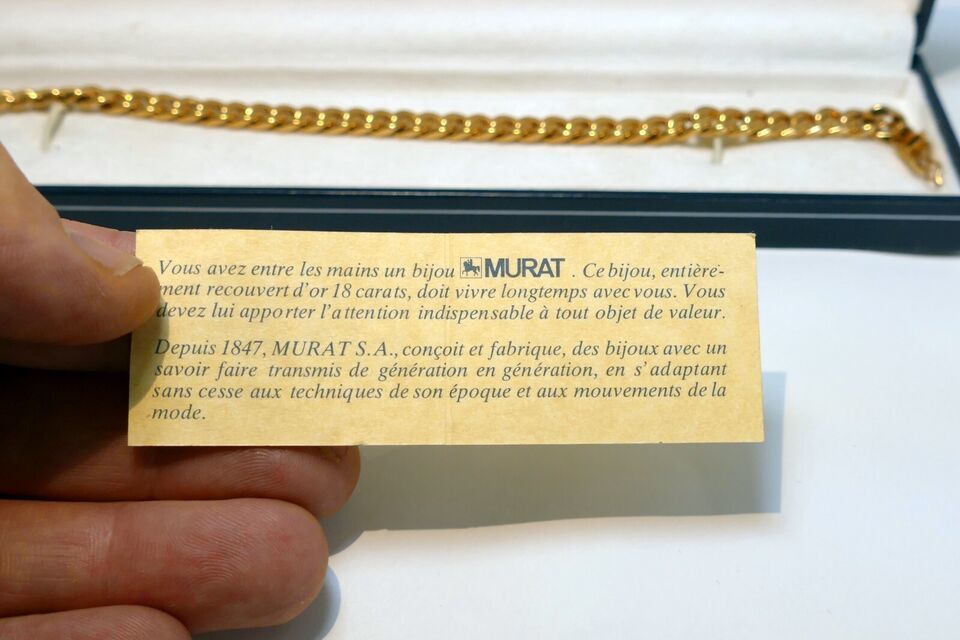 Vous avez entre les mains un bijou MURAT. Ce bijou, entière-
ment recouvert d'or 18 carats, doit vivre longtemps avec vous. Vous
devez lui apporter l'attention indispensable à tout objet de valeur.
Depuis 1847, MURAT S.A., conçoit et fabrique, des bijoux avec un
savoir faire transmis de génération en génération, en s'adaptant
sans cesse aux techniques de son époque et aux mouvements de la
mode.